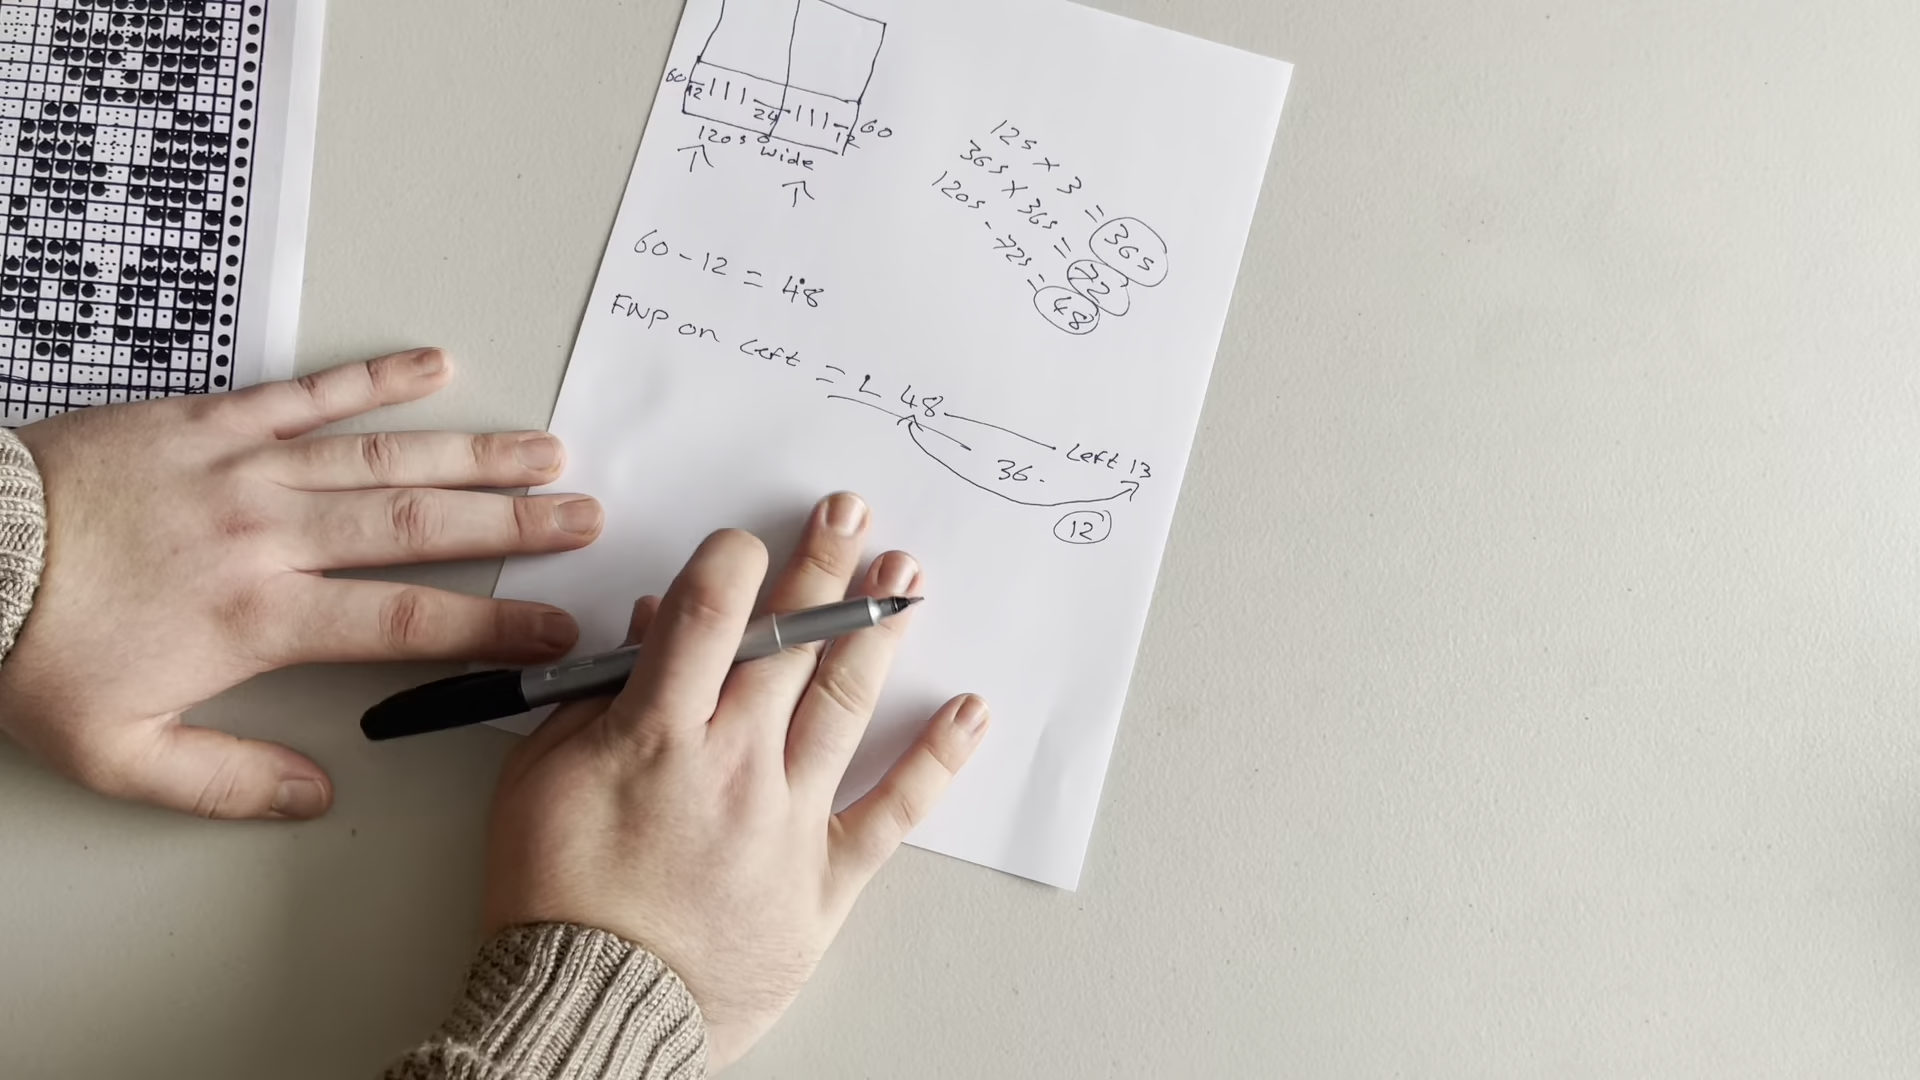 60
12
24
12
60
120s wide
12s x 3 = 36s
36s x 36s = 72
120s - 72s = 48
60 - 12 = 48
FNP on Left = L 48
Left 13
36.
12